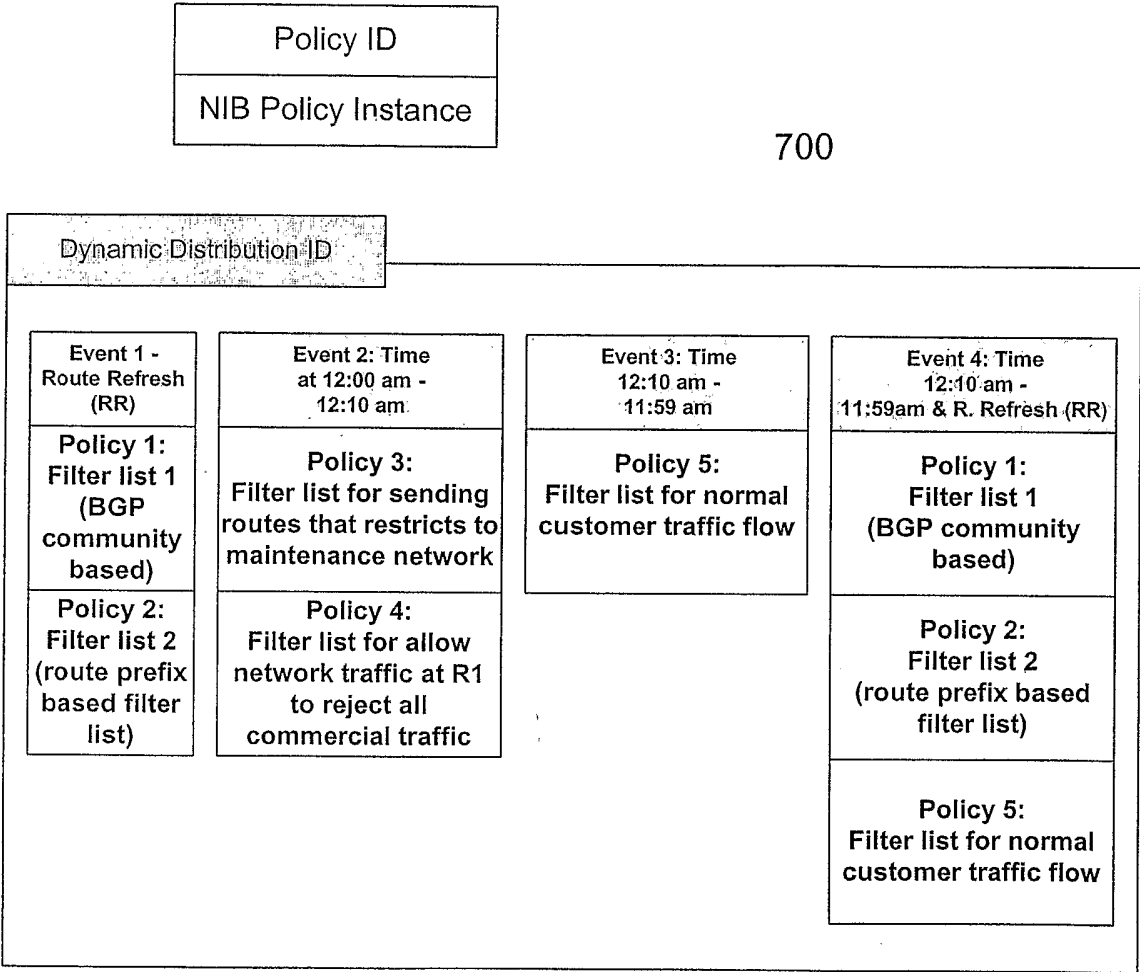 Policy ID
NIB Policy Instance
700
Dynamic Distribution ID
Event 1 -
Route Refresh
(RR)
Policy 1:
Filter list 1
(BGP
community
based)
Policy 2:
Filter list 2
(route prefix
based filter
list)
Event 2: Time
at 12:00 am -
12:10 am
Policy 3:
Filter list for sending
routes that restricts to
maintenance network
Policy 4:
Filter list for allow
network traffic at R1
to reject all
commercial traffic
Event 3: Time
12:10 am -
11:59 am
Policy 5:
Filter list for normal
customer traffic flow
Event 4: Time
12:10 am -
11:59am & R. Refresh (RR)
Policy 1:
Filter list 1
(BGP community
based)
Policy 2:
Filter list 2
(route prefix based
filter list)
Policy 5:
Filter list for normal
customer traffic flow